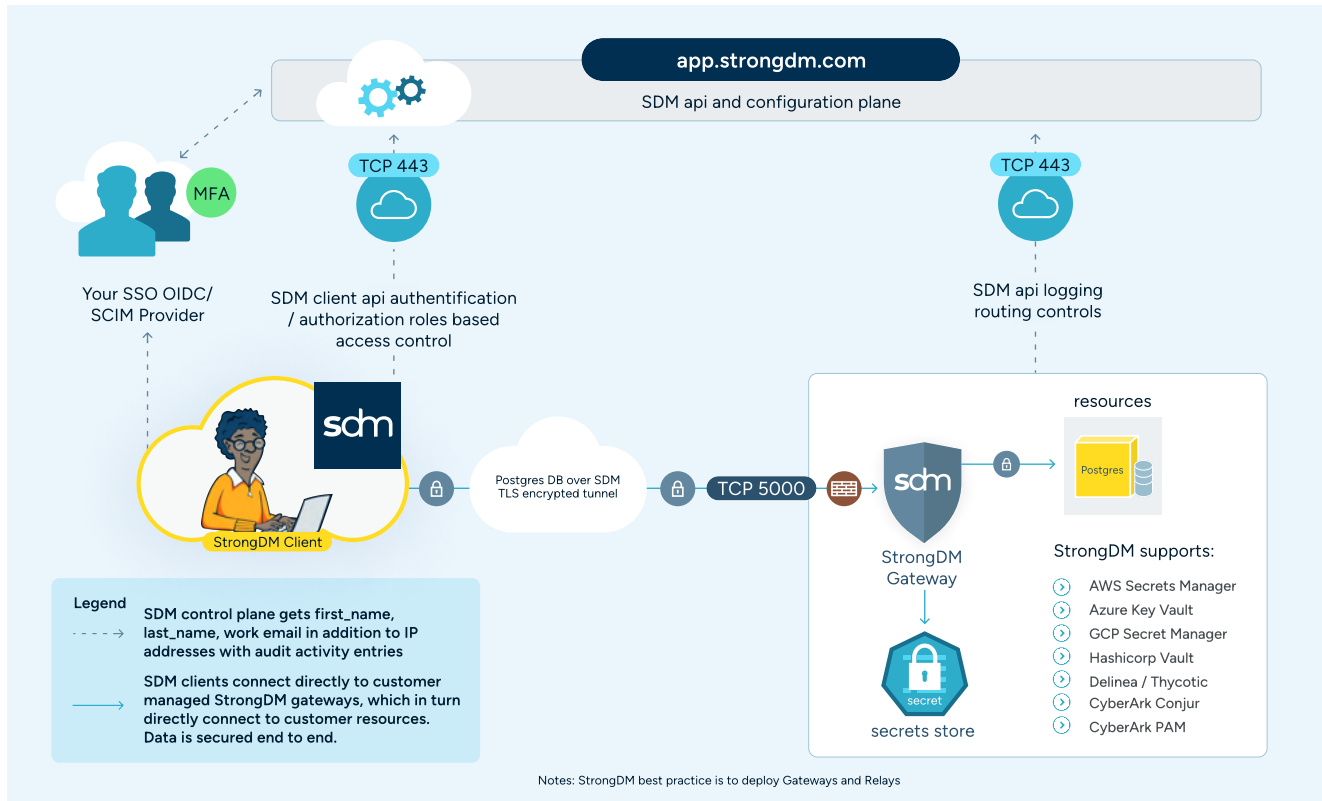 app.strongdm.com
SDM api and configuration plane
TCP 443
TCP 443
MFA
Your SSO OIDC/
SCIM Provider
SDM client api authentification
/ authorization roles based
access control
SDM api logging
routing controls
sdm
StrongDM Client
Postgres DB over SDM
TLS encrypted tunnel
TCP 5000
resources
sdm
Postgres
StrongDM
Gateway
secret
secrets store
StrongDM supports:
AWS Secrets Manager
Azure Key Vault
GCP Secret Manager
Hashicorp Vault
Delinea / Thycotic
CyberArk Conjur
CyberArk PAM
Legend
SDM control plane gets first_name,
last_name, work email in addition to IP
addresses with audit activity entries
SDM clients connect directly to customer
managed StrongDM gateways, which in turn
directly connect to customer resources.
Data is secured end to end.
Notes: StrongDM best practice is to deploy Gateways and Relays